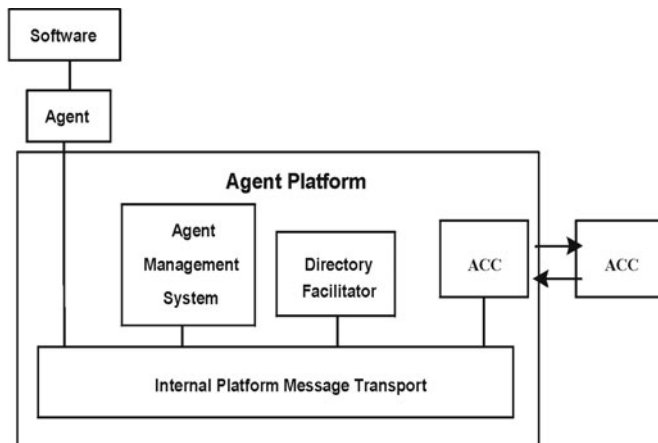 Software
Agent
Agent Platform
Agent
Management
System
Directory
Facilitator
ACC
ACC
Internal Platform Message Transport